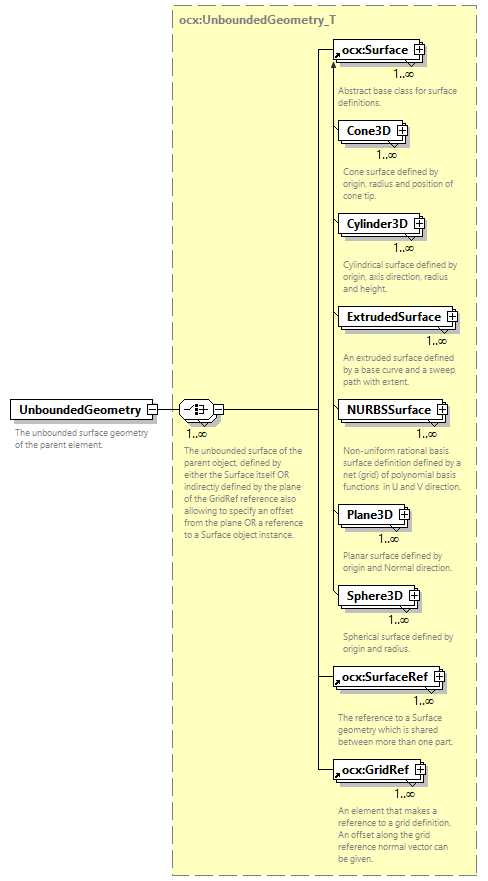 ocx:UnboundedGeometry_T
ocx:Surface
1..∞
Abstract base class for surface
definitions.
Cone3D
1..∞
Cone surface defined by
origin, radius and position of
cone tip.
Cylinder3D
1..∞
Cylindrical surface defined by
origin, axis direction, radius
and height.
ExtrudedSurface
1..∞
An extruded surface defined
by a base curve and a sweep
path with extent.
UnboundedGeometry
The unbounded surface geometry
of the parent element.
1..∞
The unbounded surface of the
parent object, defined by
either the Surface itself OR
indirectly defined by the plane
of the GridRef reference also
allowing to specify an offset
from the plane OR a reference
to a Surface object instance.
NURBSSurface
1..∞
Non-uniform rational basis
surface definition defined by a
net (grid) of polynomial basis
functions in U and V direction.
Plane3D
1..∞
Planar surface defined by
origin and Normal direction.
Sphere3D
1..∞
Spherical surface defined by
origin and radius.
ocx:SurfaceRef
1..∞
The reference to a Surface
geometry which is shared
between more than one part.
ocx:GridRef
1..∞
An element that makes a
reference to a grid definition.
An offset along the grid
reference normal vector can
be given.